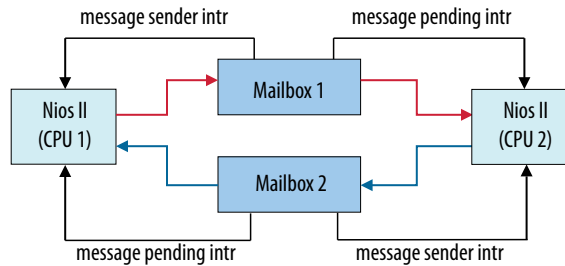 message sender intr
message pending intr
Nios II
(CPU 1)
Mailbox 1
Nios II
(CPU 2)
Mailbox 2
message pending intr
message sender intr